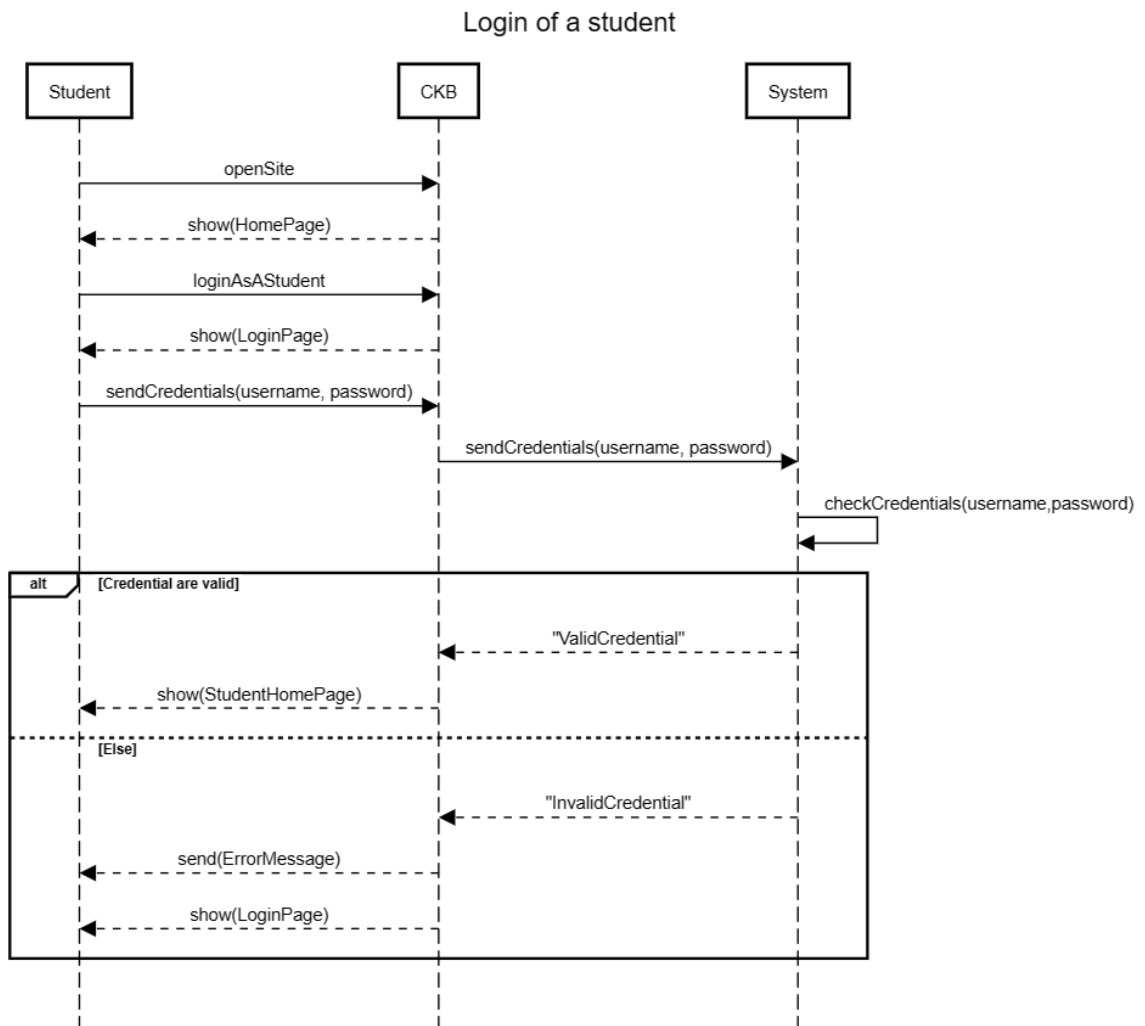 Login of a student
Student
CKB
System
openSite
show(HomePage)
loginAsAStudent
show(LoginPage)
sendCredentials(username, password)
sendCredentials(username, password)
checkCredentials(username,password)
alt
[Credential are valid]
"ValidCredential"
show(StudentHomePage)
[Else]
"InvalidCredential"
send(ErrorMessage)
show(LoginPage)